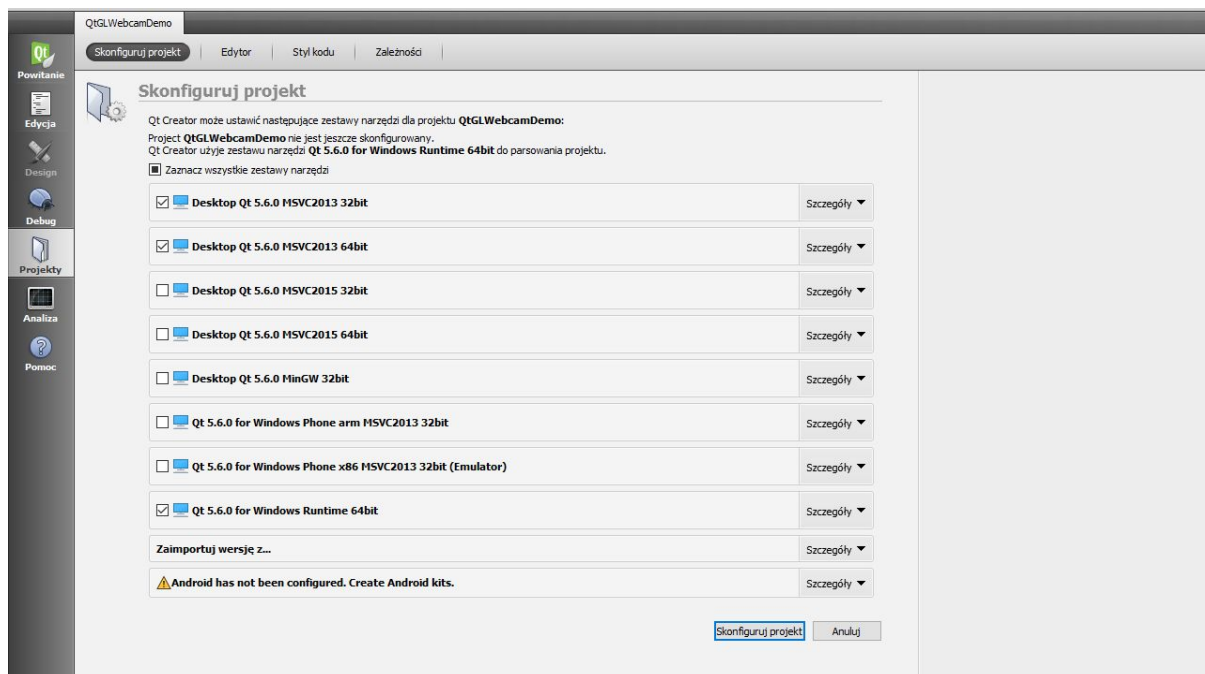 QtGLWebcamDemo
Skonfiguruj projekt
Edytor
Styl kodu
Zależności
Qt
Powitanie
Edycja
Design
Debug
Projekty
Analiza
Pomoc
Skonfiguruj projekt
Qt Creator może ustawić następujące zestawy narzędzi dla projektu QtGLWebcamDemo:
Project QtGLWebcamDemo nie jest jeszcze skonfigurowany.
Qt Creator użyje zestawu narzędzi Qt 5.6.0 for Windows Runtime 64bit do parsowania projektu.
Zaznacz wszystkie zestawy narzędzi
Desktop Qt 5.6.0 MSVC2013 32bit Szczegóły
Desktop Qt 5.6.0 MSVC2013 64bit Szczegóły
Desktop Qt 5.6.0 MSVC2015 32bit Szczegóły
Desktop Qt 5.6.0 MSVC2015 64bit Szczegóły
Desktop Qt 5.6.0 MinGW 32bit Szczegóły
Qt 5.6.0 for Windows Phone arm MSVC2013 32bit Szczegóły
Qt 5.6.0 for Windows Phone x86 MSVC2013 32bit (Emulator) Szczegóły
Qt 5.6.0 for Windows Runtime 64bit Szczegóły
Zaimportuj wersję z... Szczegóły
Android has not been configured. Create Android kits. Szczegóły
Skonfiguruj projekt Anuluj